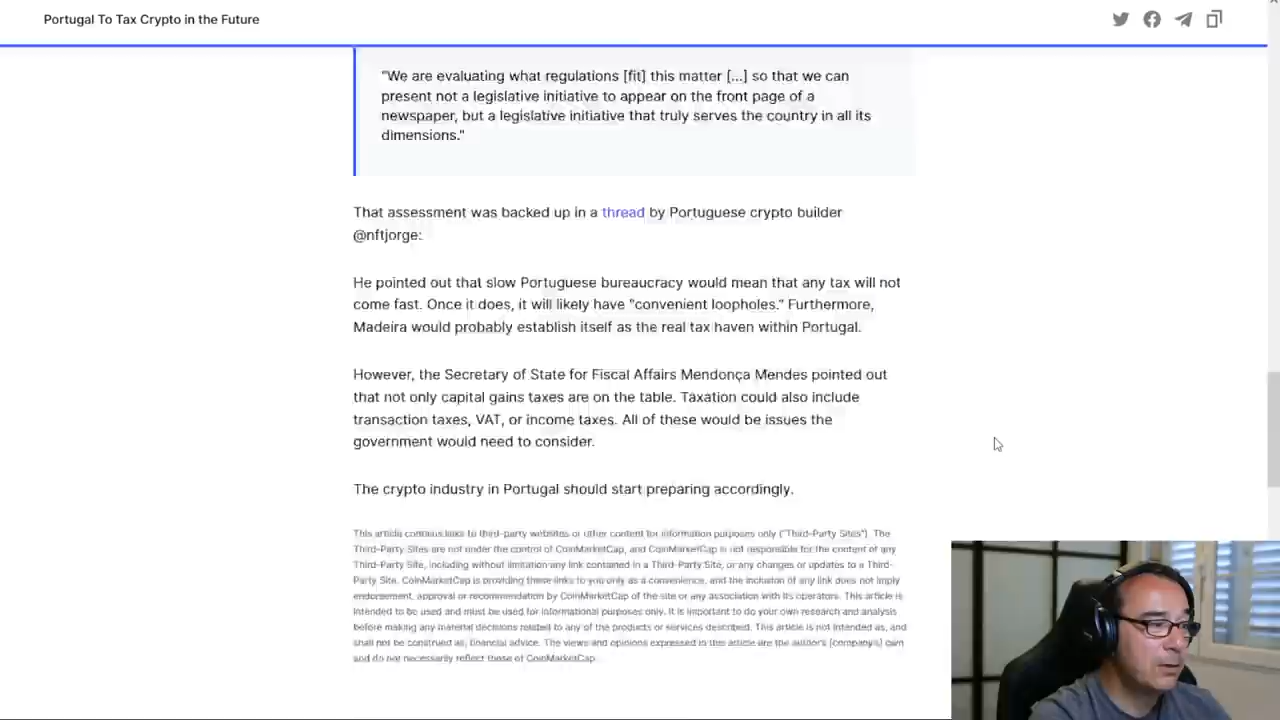 Portugal To Tax Crypto in the Future
"We are evaluating what regulations [fit] this matter [...] so that we can
present not a legislative initiative to appear on the front page of a
newspaper, but a legislative initiative that truly serves the country in all its
dimensions."
That assessment was backed up in a thread by Portuguese crypto builder
@nftjorge:
He pointed out that slow Portuguese bureaucracy would mean that any tax will not
come fast. Once it does, it will likely have "convenient loopholes." Furthermore,
Madeira would probably establish itself as the real tax haven within Portugal.
However, the Secretary of State for Fiscal Affairs Mendonça Mendes pointed out
that not only capital gains taxes are on the table. Taxation could also include
transaction taxes, VAT, or income taxes. All of these would be issues the
government would need to consider.
The crypto industry in Portugal should start preparing accordingly.
This article contains links to third-party websites or other content for information purposes only ("Third-Party Sites"). The
Third-Party Sites are not under the control of CoinMarketCap, and CoinMarketCap is not responsible for the content of any
Third-Party Site, including without limitation any link contained in a Third-Party Site, or any changes or updates to a Third-
Party Site. CoinMarketCap is providing these links to you only as a convenience, and the inclusion of any link does not imply
endorsement, approval or recommendation by CoinMarketCap of the site or any association with its operators. This article is
intended to be used and must be used for informational purposes only. It is important to do your own research and analysis
before making any material decisions related to any of the products or services described. This article is not intended as, and
shall not be construed as, financial advice. The views and opinions expressed in this article are the author's [company's] own
and do not necessarily reflect those of CoinMarketCap.